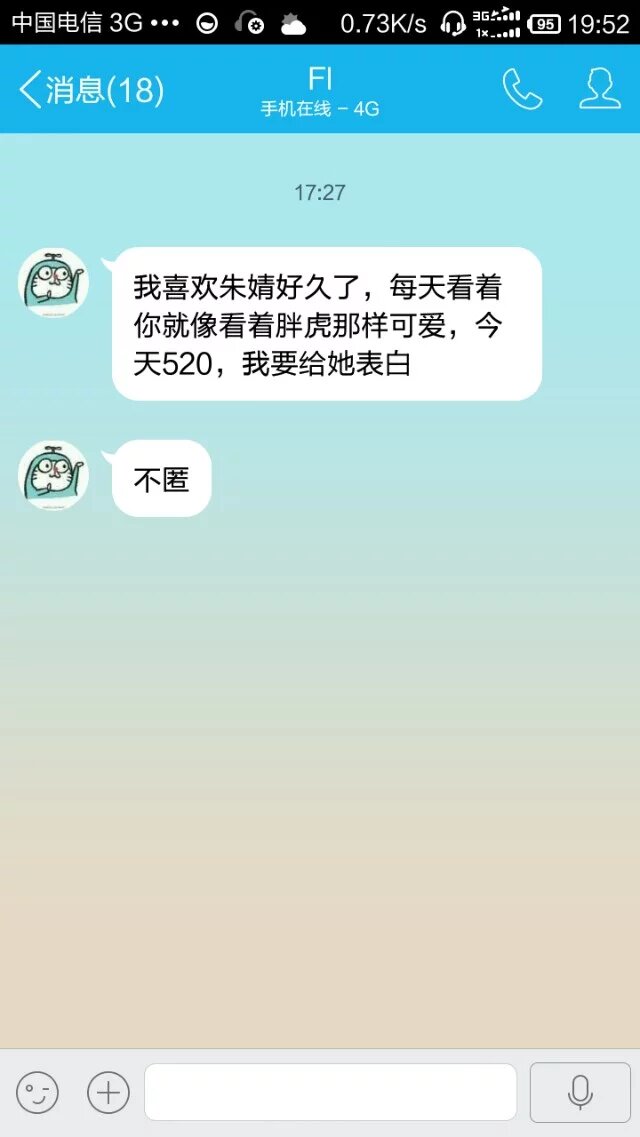 中国电信 3G ••• 0.73K/s 3G 1x 95 19:52
消息(18)
FI
手机在线 – 4G
17:27
我喜欢朱婧好久了，每天看着
你就像看着胖虎那样可爱，今
天520，我要给她表白
不匿